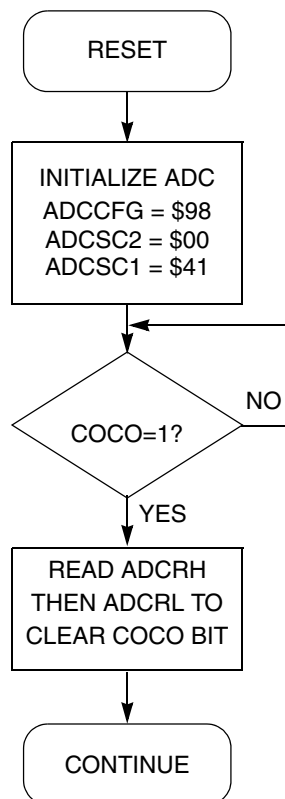 RESET
INITIALIZE ADC
ADCCFG = $98
ADCSC2 = $00
ADCSC1 = $41
COCO=1?
NO
YES
READ ADCRH
THEN ADCRL TO
CLEAR COCO BIT
CONTINUE